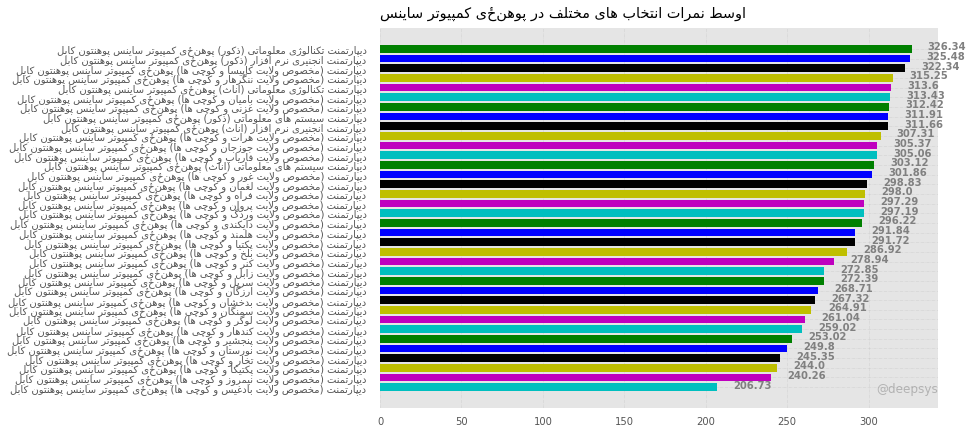 اوسط نمرات انتخاب های مختلف در پوهنځی کمپیوتر ساینس
دیپارتمنت تکنالوژی معلوماتی (ذکور) پوهنځی کمپیوتر ساینس پوهنتون کابل 326.34
دیپارتمنت انجنیری نرم افزار (ذکور) پوهنځی کمپیوتر ساینس پوهنتون کابل 325.48
دیپارتمنت (مخصوص ولایت کاپیسا و کوچی ها) پوهنځی کمپیوتر ساینس پوهنتون کابل 322.34
دیپارتمنت (مخصوص ولایت ننگرهار و کوچی ها) پوهنځی کمپیوتر ساینس پوهنتون کابل 315.25
دیپارتمنت تکنالوژی معلوماتی (اناث) پوهنځی کمپیوتر ساینس پوهنتون کابل 313.6
دیپارتمنت (مخصوص ولایت بامیان و کوچی ها) پوهنځی کمپیوتر ساینس پوهنتون کابل 313.43
دیپارتمنت (مخصوص ولایت غزنی و کوچی ها) پوهنځی کمپیوتر ساینس پوهنتون کابل 312.42
دیپارتمنت سیستم های معلوماتی (ذکور) پوهنځی کمپیوتر ساینس پوهنتون کابل 311.91
دیپارتمنت انجنیری نرم افزار (اناث) پوهنځی کمپیوتر ساینس پوهنتون کابل 311.66
دیپارتمنت (مخصوص ولایت هرات و کوچی ها) پوهنځی کمپیوتر ساینس پوهنتون کابل 307.31
دیپارتمنت (مخصوص ولایت جوزجان و کوچی ها) پوهنځی کمپیوتر ساینس پوهنتون کابل 305.37
دیپارتمنت (مخصوص ولایت فاریاب و کوچی ها) پوهنځی کمپیوتر ساینس پوهنتون کابل 305.06
دیپارتمنت سیستم های معلوماتی (اناث) پوهنځی کمپیوتر ساینس پوهنتون کابل 303.12
دیپارتمنت (مخصوص ولایت غور و کوچی ها) پوهنځی کمپیوتر ساینس پوهنتون کابل 301.86
دیپارتمنت (مخصوص ولایت لغمان و کوچی ها) پوهنځی کمپیوتر ساینس پوهنتون کابل 298.83
دیپارتمنت (مخصوص ولایت فراه و کوچی ها) پوهنځی کمپیوتر ساینس پوهنتون کابل 298.0
دیپارتمنت (مخصوص ولایت پروان و کوچی ها) پوهنځی کمپیوتر ساینس پوهنتون کابل 297.29
دیپارتمنت (مخصوص ولایت وردگ و کوچی ها) پوهنځی کمپیوتر ساینس پوهنتون کابل 297.19
دیپارتمنت (مخصوص ولایت دایکندی و کوچی ها) پوهنځی کمپیوتر ساینس پوهنتون کابل 296.22
دیپارتمنت (مخصوص ولایت هلمند و کوچی ها) پوهنځی کمپیوتر ساینس پوهنتون کابل 291.84
دیپارتمنت (مخصوص ولایت پکتیا و کوچی ها) پوهنځی کمپیوتر ساینس پوهنتون کابل 291.72
دیپارتمنت (مخصوص ولایت بلخ و کوچی ها) پوهنځی کمپیوتر ساینس پوهنتون کابل 286.92
دیپارتمنت (مخصوص ولایت کنر و کوچی ها) پوهنځی کمپیوتر ساینس پوهنتون کابل 278.94
دیپارتمنت (مخصوص ولایت زابل و کوچی ها) پوهنځی کمپیوتر ساینس پوهنتون کابل 272.85
دیپارتمنت (مخصوص ولایت سرپل و کوچی ها) پوهنځی کمپیوتر ساینس پوهنتون کابل 272.39
دیپارتمنت (مخصوص ولایت ارزگان و کوچی ها) پوهنځی کمپیوتر ساینس پوهنتون کابل 268.71
دیپارتمنت (مخصوص ولایت بدخشان و کوچی ها) پوهنځی کمپیوتر ساینس پوهنتون کابل 267.32
دیپارتمنت (مخصوص ولایت سمنگان و کوچی ها) پوهنځی کمپیوتر ساینس پوهنتون کابل 264.91
دیپارتمنت (مخصوص ولایت لوگر و کوچی ها) پوهنځی کمپیوتر ساینس پوهنتون کابل 261.04
دیپارتمنت (مخصوص ولایت کندهار و کوچی ها) پوهنځی کمپیوتر ساینس پوهنتون کابل 259.02
دیپارتمنت (مخصوص ولایت پنجشیر و کوچی ها) پوهنځی کمپیوتر ساینس پوهنتون کابل 253.02
دیپارتمنت (مخصوص ولایت نورستان و کوچی ها) پوهنځی کمپیوتر ساینس پوهنتون کابل 249.8
دیپارتمنت (مخصوص ولایت تخار و کوچی ها) پوهنځی کمپیوتر ساینس پوهنتون کابل 245.35
دیپارتمنت (مخصوص ولایت پکتیکا و کوچی ها) پوهنځی کمپیوتر ساینس پوهنتون کابل 244.0
دیپارتمنت (مخصوص ولایت نیمروز و کوچی ها) پوهنځی کمپیوتر ساینس پوهنتون کابل 240.26
دیپارتمنت (مخصوص ولایت بادغیس و کوچی ها) پوهنځی کمپیوتر ساینس پوهنتون کابل 206.73
@deepsys
0 50 100 150 200 250 300